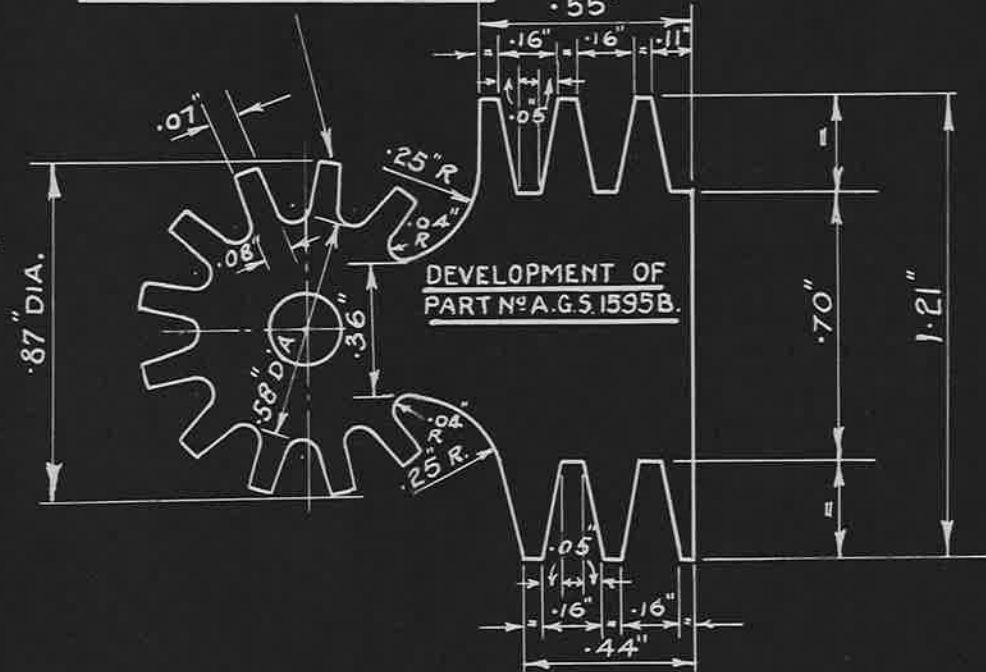 .55
= .16" = .16" = .11"
.05"
.07"
.25" R
.04"
R
.08"
.87" DIA.
.58" DIA
.36"
DEVELOPMENT OF
PART Nº A.G.S. 1595B.
=
.70"
1.21"
=
.04"
R
.25" R.
.05"
= .16" = .16" =
.44"